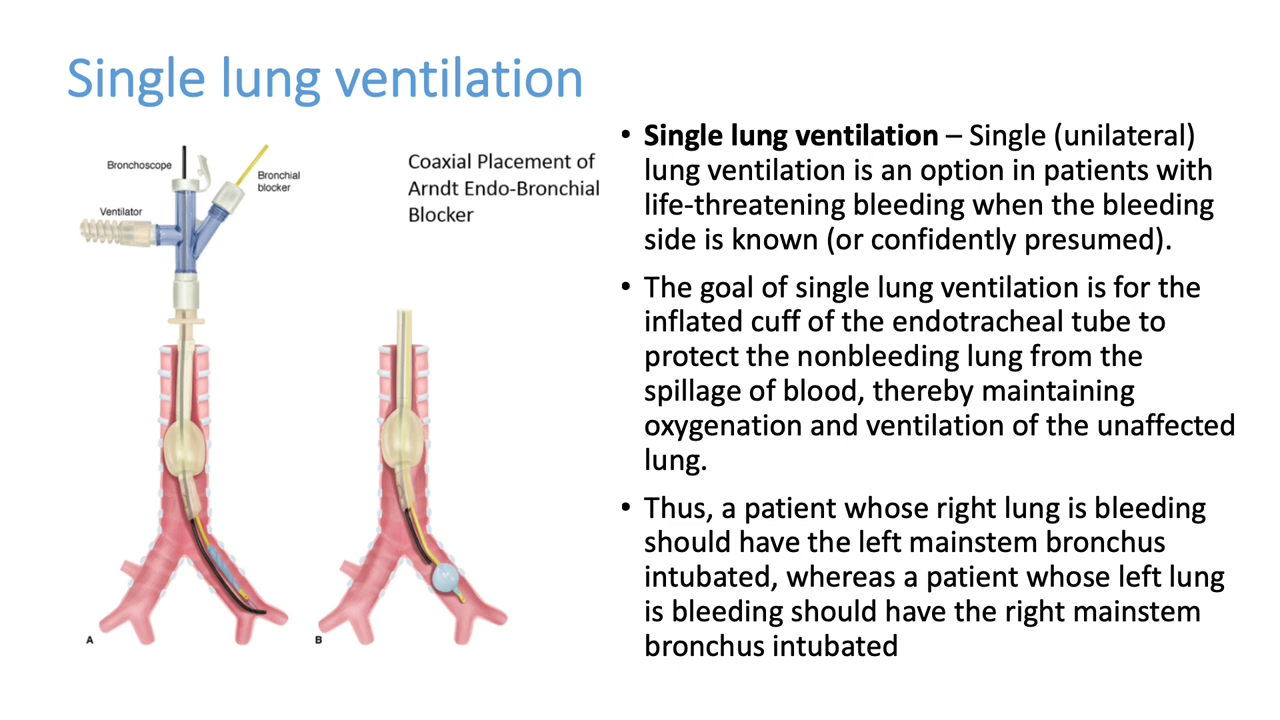 Single lung ventilation
Bronchoscope
Bronchial
blocker
Ventilator
Coaxial Placement of
Arndt Endo-Bronchial
Blocker
A
B
• Single lung ventilation – Single (unilateral)
lung ventilation is an option in patients with
life-threatening bleeding when the bleeding
side is known (or confidently presumed).
• The goal of single lung ventilation is for the
inflated cuff of the endotracheal tube to
protect the nonbleeding lung from the
spillage of blood, thereby maintaining
oxygenation and ventilation of the unaffected
lung.
• Thus, a patient whose right lung is bleeding
should have the left mainstem bronchus
intubated, whereas a patient whose left lung
is bleeding should have the right mainstem
bronchus intubated